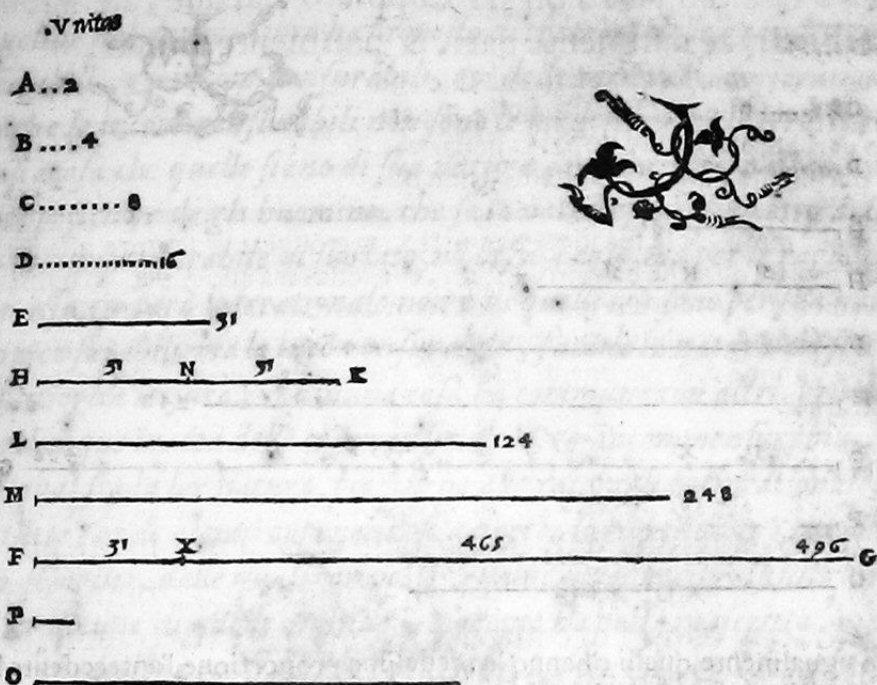 .Vnitas
A..2
B....4
C........8
D................16
E 31
H 31 N 31 K
L 124
M 248
F 31 X 465 496 G
P
O